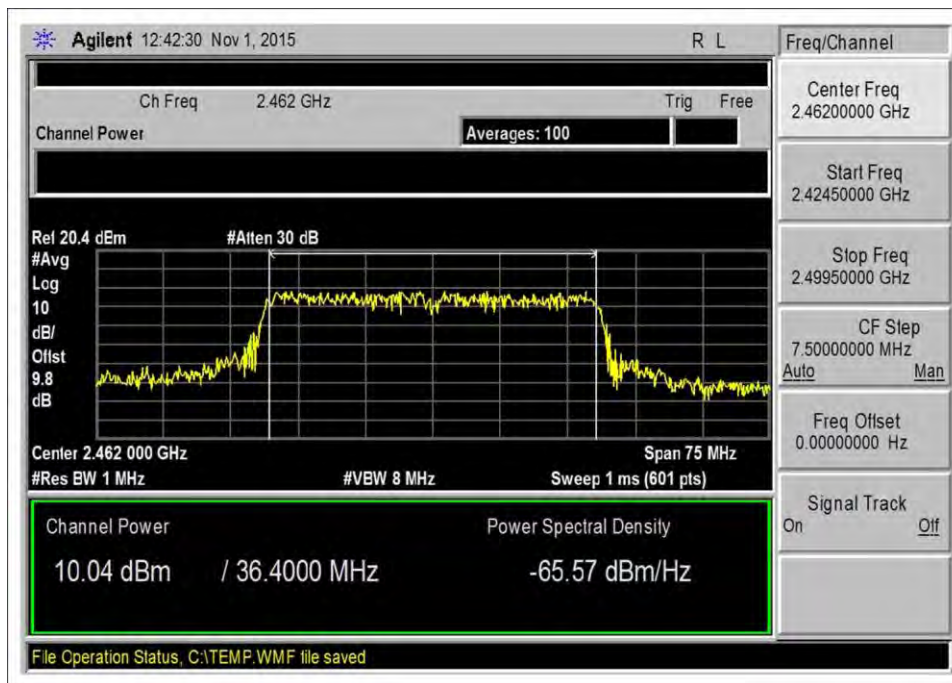 Agilent 12:42:30 Nov 1, 2015 R L
Ch Freq 2.462 GHz Trig Free
Channel Power Averages: 100
Ref 20.4 dBm #Atten 30 dB
#Avg
Log
10
dB/
Offst
9.8
dB
Center 2.462 000 GHz Span 75 MHz
#Res BW 1 MHz #VBW 8 MHz Sweep 1 ms (601 pts)
Channel Power Power Spectral Density
10.04 dBm / 36.4000 MHz -65.57 dBm/Hz
File Operation Status, C:\TEMP.WMF file saved
Freq/Channel
Center Freq
2.46200000 GHz
Start Freq
2.42450000 GHz
Stop Freq
2.49950000 GHz
CF Step
7.50000000 MHz
Auto Man
Freq Offset
0.00000000 Hz
Signal Track
On Off